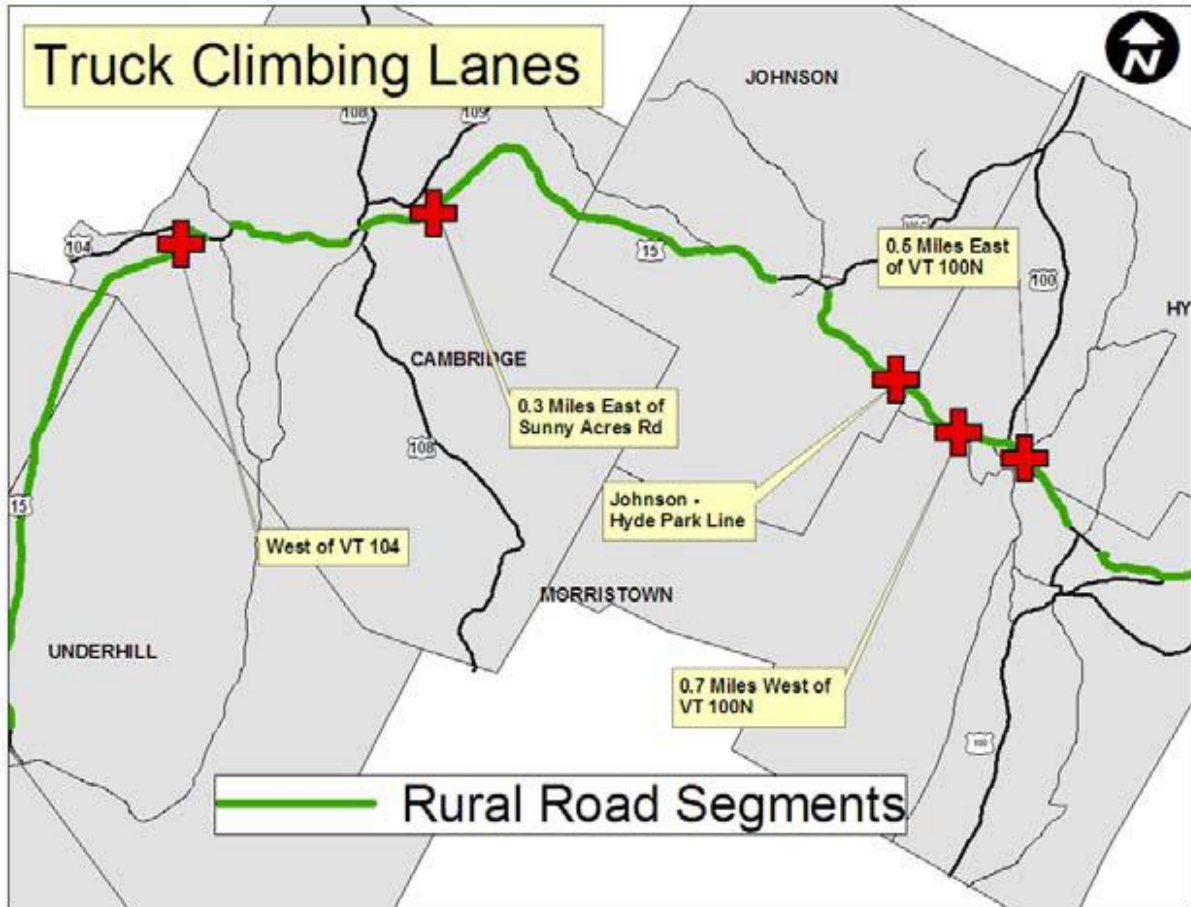 Truck Climbing Lanes
N
JOHNSON
108
109
104
15
0.5 Miles East
of VT 100N
100
HY
CAMBRIDGE
0.3 Miles East of
Sunny Acres Rd
108
15
Johnson -
Hyde Park Line
West of VT 104
MORRISTOWN
UNDERHILL
0.7 Miles West of
VT 100N
100
Rural Road Segments